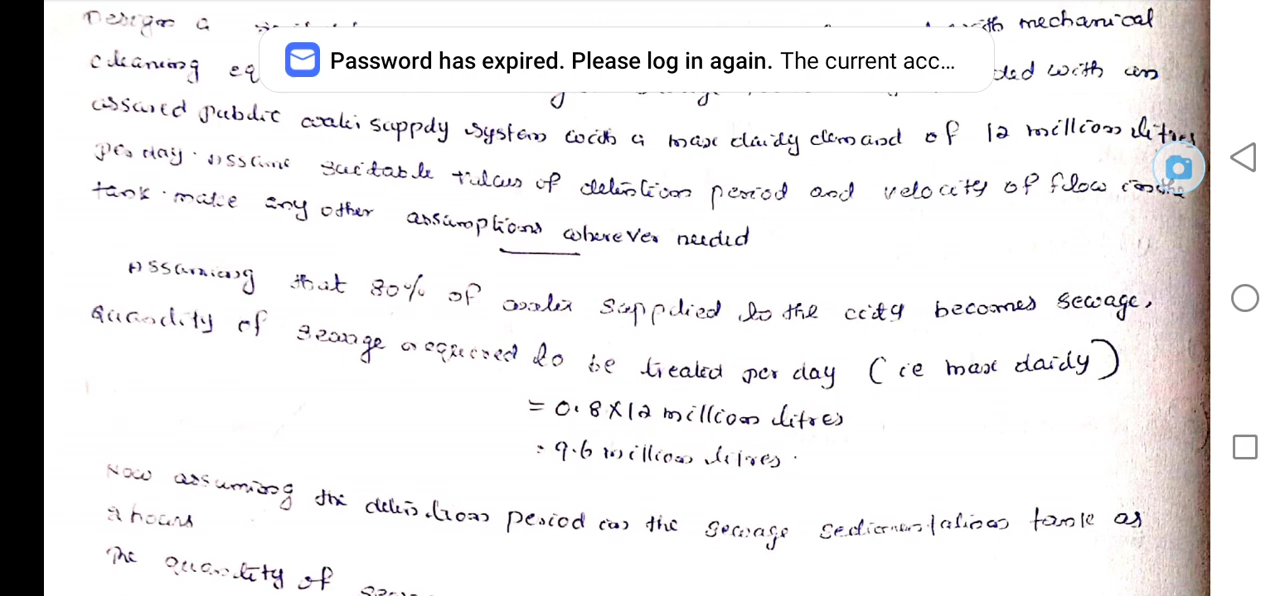 Design a with mechanical
Password has expired. Please log in again. The current acc...
cleaning eq ded with an
assured public water supply system with a max daily demand of 12 million litres
per day. Assume suitable values of detention period and velocity of flow in the
tank. make any other assumptions wherever needed
Assuming that 80% of water supplied to the city becomes sewage,
Quantity of sewage required to be treated per day (ie max daily)
= 0.8X12 million litres
= 9.6 million litres.
Now assuming the detention period in the sewage sedimentation tank as
2 hours
The quantity of